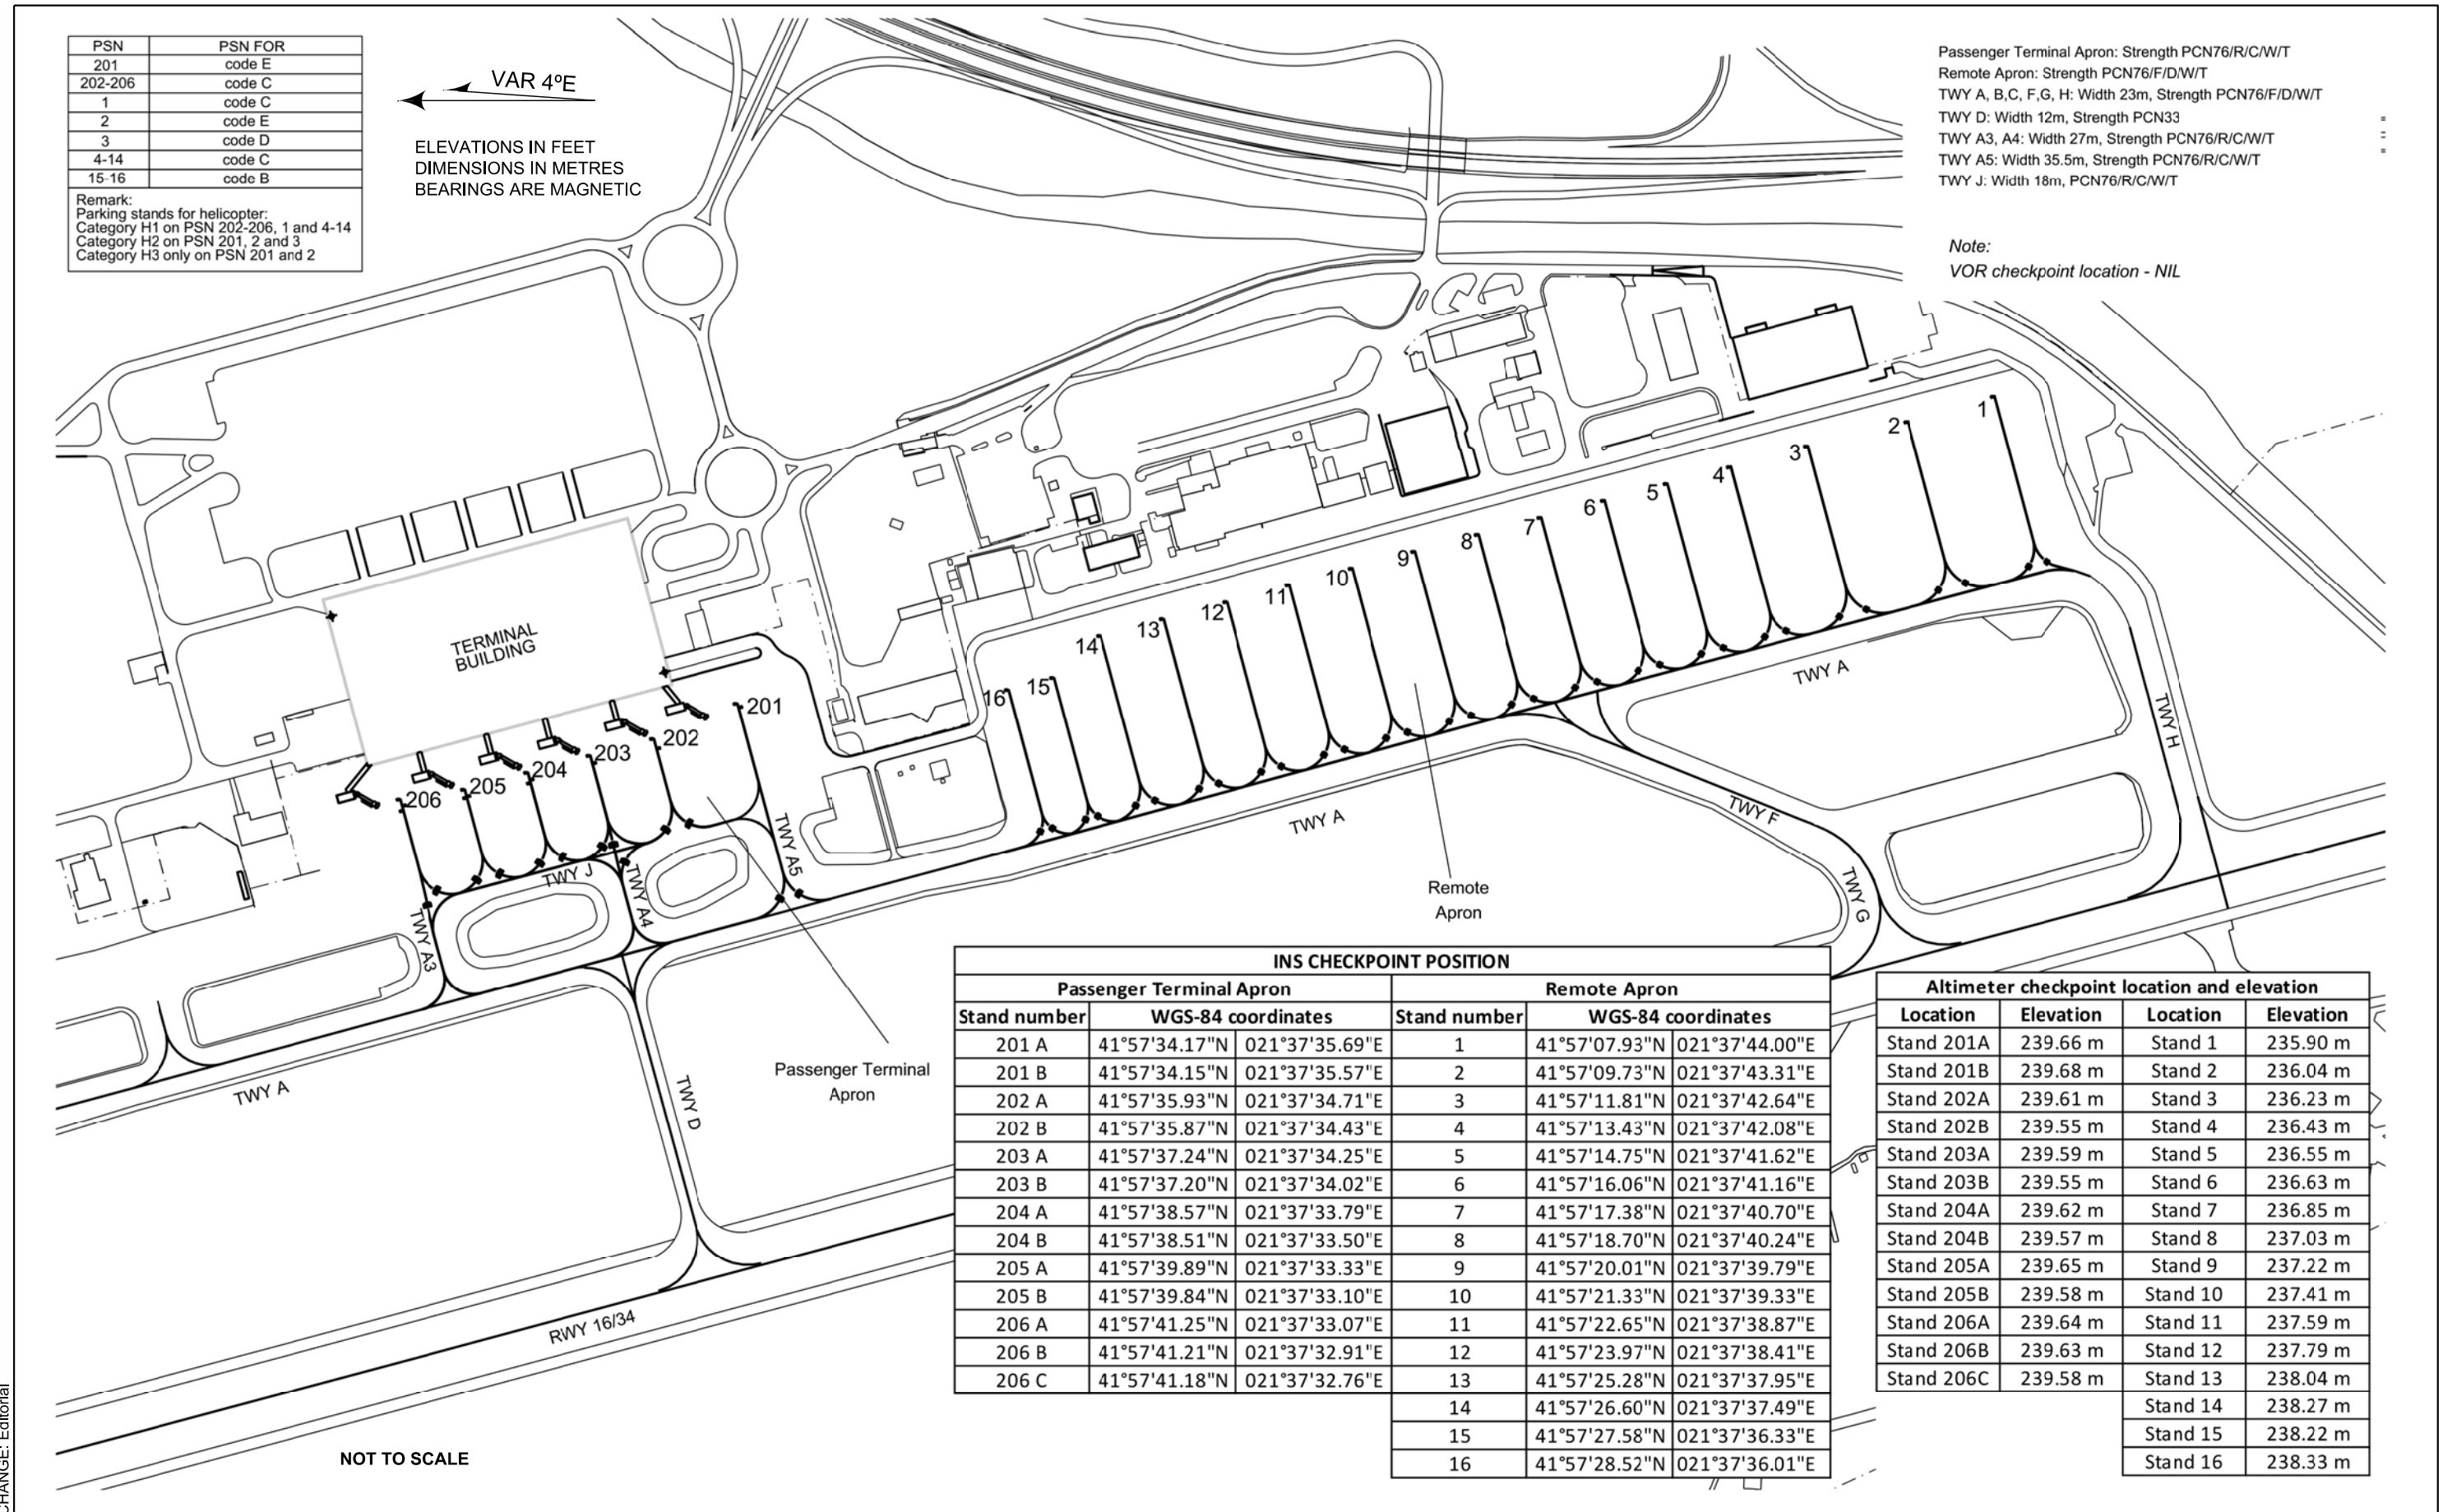 PSN PSN FOR
201 code E
202-206 code C
1 code C
2 code E
3 code D
4-14 code C
15-16 code B
Remark:
Parking stands for helicopter:
Category H1 on PSN 202-206, 1 and 4-14
Category H2 on PSN 201, 2 and 3
Category H3 only on PSN 201 and 2
VAR 4ºE
ELEVATIONS IN FEET
DIMENSIONS IN METRES
BEARINGS ARE MAGNETIC
Passenger Terminal Apron: Strength PCN76/R/C/W/T
Remote Apron: Strength PCN76/F/D/W/T
TWY A, B,C, F,G, H: Width 23m, Strength PCN76/F/D/W/T
TWY D: Width 12m, Strength PCN33
TWY A3, A4: Width 27m, Strength PCN76/R/C/W/T
TWY A5: Width 35.5m, Strength PCN76/R/C/W/T
TWY J: Width 18m, PCN76/R/C/W/T
Note:
VOR checkpoint location - NIL
1
2
3
4
5
6
7
8
9
10
11
12
13
14
15
16
TERMINAL
BUILDING
201
202
203
204
205
206
TWY A
TWY H
TWY F
TWY G
TWY A
TWY A5
TWY J
TWY A4
TWY A3
TWY A
TWY D
Remote
Apron
Passenger Terminal
Apron
RWY 16/34
NOT TO SCALE
CHANGE: Editorial
INS CHECKPOINT POSITION
Passenger Terminal Apron Remote Apron
Stand number WGS-84 coordinates Stand number WGS-84 coordinates
201 A 41°57'34.17"N 021°37'35.69"E 1 41°57'07.93"N 021°37'44.00"E
201 B 41°57'34.15"N 021°37'35.57"E 2 41°57'09.73"N 021°37'43.31"E
202 A 41°57'35.93"N 021°37'34.71"E 3 41°57'11.81"N 021°37'42.64"E
202 B 41°57'35.87"N 021°37'34.43"E 4 41°57'13.43"N 021°37'42.08"E
203 A 41°57'37.24"N 021°37'34.25"E 5 41°57'14.75"N 021°37'41.62"E
203 B 41°57'37.20"N 021°37'34.02"E 6 41°57'16.06"N 021°37'41.16"E
204 A 41°57'38.57"N 021°37'33.79"E 7 41°57'17.38"N 021°37'40.70"E
204 B 41°57'38.51"N 021°37'33.50"E 8 41°57'18.70"N 021°37'40.24"E
205 A 41°57'39.89"N 021°37'33.33"E 9 41°57'20.01"N 021°37'39.79"E
205 B 41°57'39.84"N 021°37'33.10"E 10 41°57'21.33"N 021°37'39.33"E
206 A 41°57'41.25"N 021°37'33.07"E 11 41°57'22.65"N 021°37'38.87"E
206 B 41°57'41.21"N 021°37'32.91"E 12 41°57'23.97"N 021°37'38.41"E
206 C 41°57'41.18"N 021°37'32.76"E 13 41°57'25.28"N 021°37'37.95"E
14 41°57'26.60"N 021°37'37.49"E
15 41°57'27.58"N 021°37'36.33"E
16 41°57'28.52"N 021°37'36.01"E
Altimeter checkpoint location and elevation
Location Elevation Location Elevation
Stand 201A 239.66 m Stand 1 235.90 m
Stand 201B 239.68 m Stand 2 236.04 m
Stand 202A 239.61 m Stand 3 236.23 m
Stand 202B 239.55 m Stand 4 236.43 m
Stand 203A 239.59 m Stand 5 236.55 m
Stand 203B 239.55 m Stand 6 236.63 m
Stand 204A 239.62 m Stand 7 236.85 m
Stand 204B 239.57 m Stand 8 237.03 m
Stand 205A 239.65 m Stand 9 237.22 m
Stand 205B 239.58 m Stand 10 237.41 m
Stand 206A 239.64 m Stand 11 237.59 m
Stand 206B 239.63 m Stand 12 237.79 m
Stand 206C 239.58 m Stand 13 238.04 m
Stand 14 238.27 m
Stand 15 238.22 m
Stand 16 238.33 m